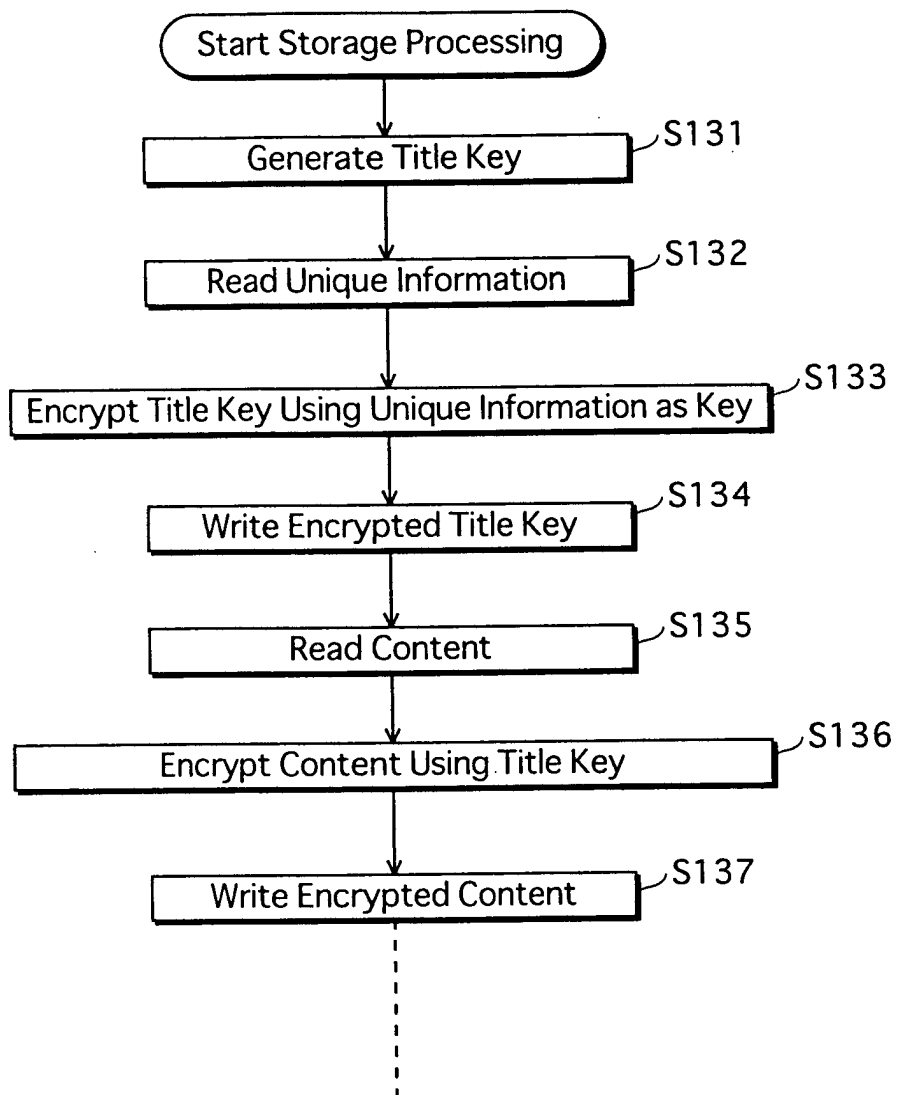 Start Storage Processing
S131
Generate Title Key
S132
Read Unique Information
S133
Encrypt Title Key Using Unique Information as Key
S134
Write Encrypted Title Key
S135
Read Content
S136
Encrypt Content Using Title Key
S137
Write Encrypted Content